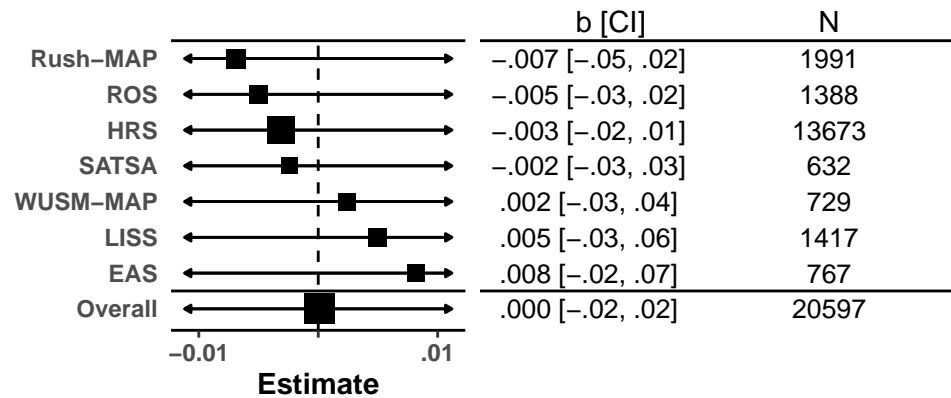 b [CI] N
Rush−MAP −.007 [−.05, .02] 1991
ROS −.005 [−.03, .02] 1388
HRS −.003 [−.02, .01] 13673
SATSA −.002 [−.03, .03] 632
WUSM−MAP .002 [−.03, .04] 729
LISS .005 [−.03, .06] 1417
EAS .008 [−.02, .07] 767
Overall .000 [−.02, .02] 20597
−0.01 .01
Estimate